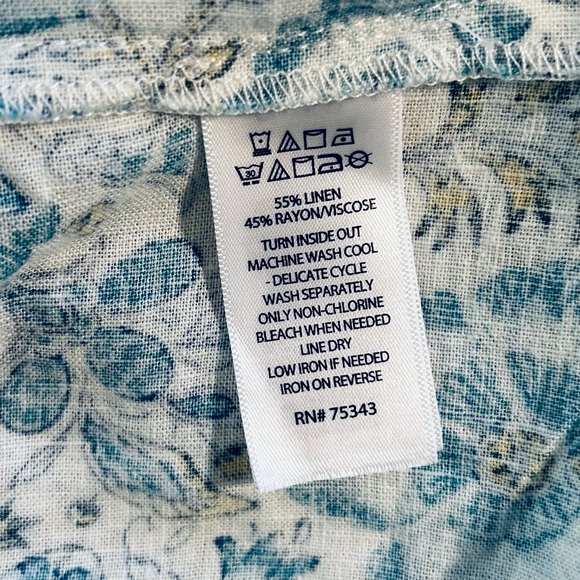 30
55% LINEN
45% RAYON/VISCOSE
TURN INSIDE OUT
MACHINE WASH COOL
- DELICATE CYCLE
WASH SEPARATELY
ONLY NON-CHLORINE
BLEACH WHEN NEEDED
LINE DRY
LOW IRON IF NEEDED
IRON ON REVERSE
RN# 75343